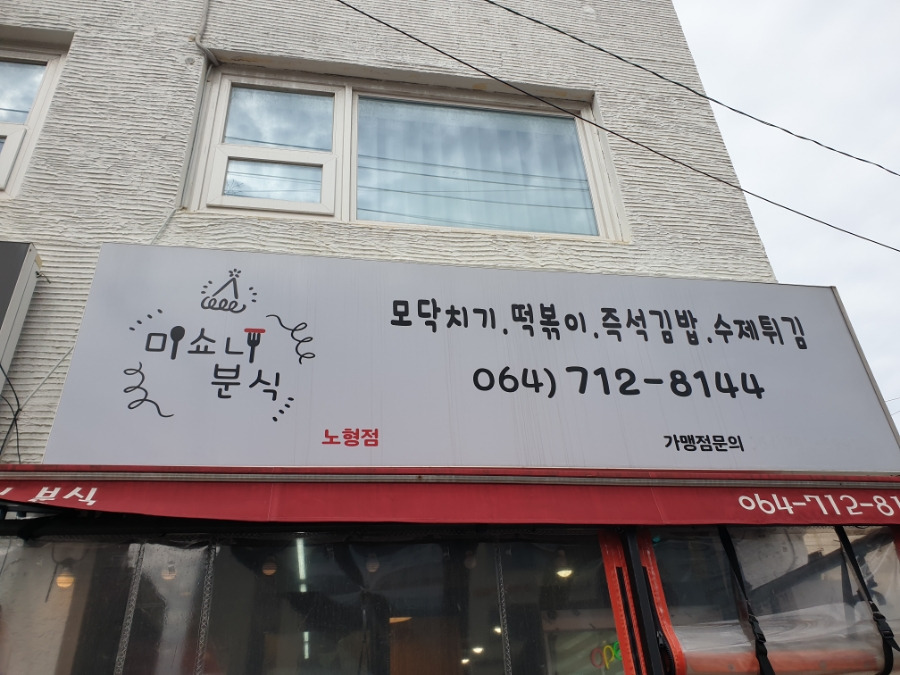 미쇼내
분식
모닥치기.떡볶이.즉석김밥.수제튀김
064) 712-8144
노형점
가맹점문의
분식
064-712-81